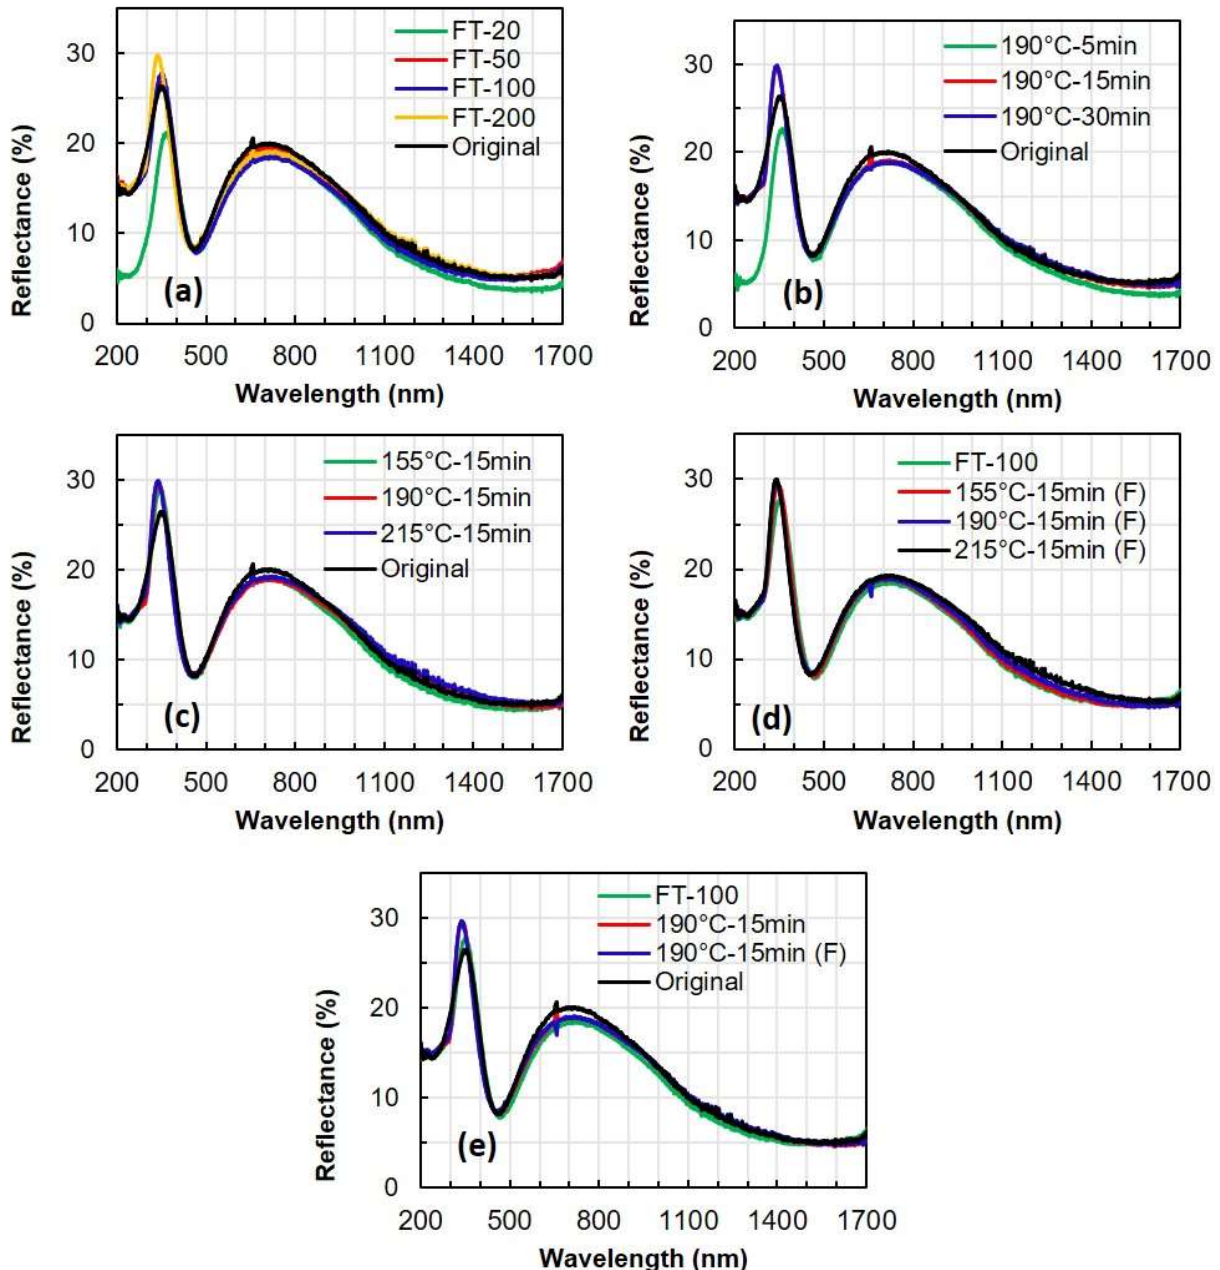 FT-20
FT-50
FT-100
FT-200
Original
30
20
10
0
Reflectance (%)
(a)
200 500 800 1100 1400 1700
Wavelength (nm)
190°C-5min
190°C-15min
190°C-30min
Original
30
20
10
0
Reflectance (%)
(b)
200 500 800 1100 1400 1700
Wavelength (nm)
155°C-15min
190°C-15min
215°C-15min
Original
30
20
10
0
Reflectance (%)
(c)
200 500 800 1100 1400 1700
Wavelength (nm)
FT-100
155°C-15min (F)
190°C-15min (F)
215°C-15min (F)
30
20
10
0
Reflectance (%)
(d)
200 500 800 1100 1400 1700
Wavelength (nm)
FT-100
190°C-15min
190°C-15min (F)
Original
30
20
10
0
Reflectance (%)
(e)
200 500 800 1100 1400 1700
Wavelength (nm)